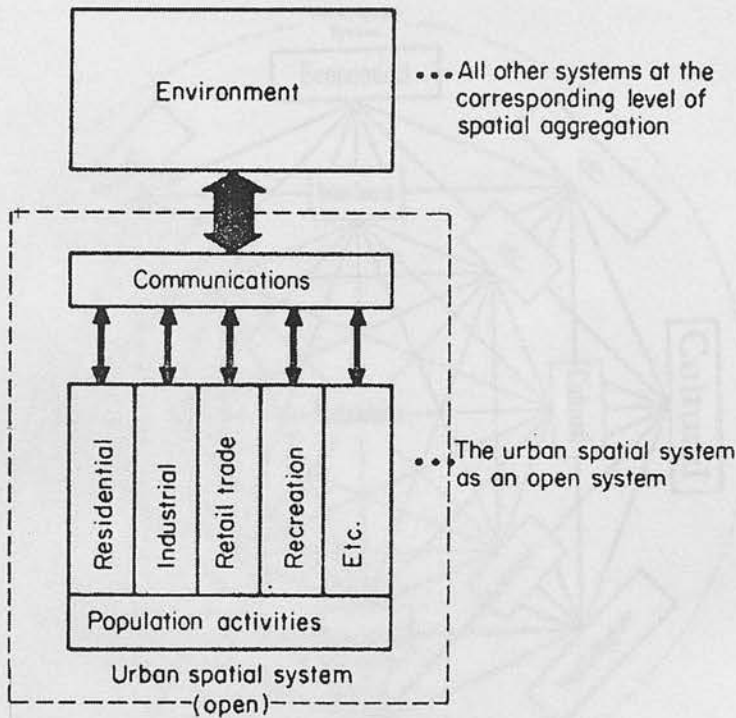 Environment
••• All other systems at the
corresponding level of
spatial aggregation
Communications
Residential
Industrial
Retail trade
Recreation
Etc.
••• The urban spatial system
as an open system
Population activities
Urban spatial system
(open)